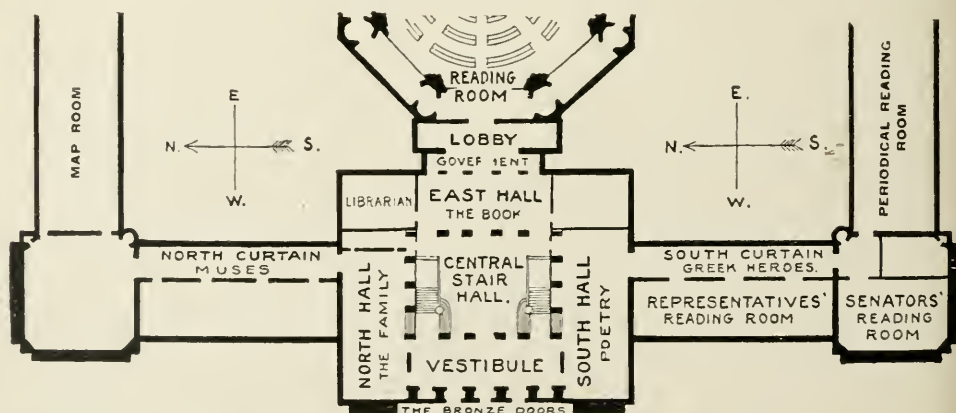 READING
ROOM
LOBBY
MAP ROOM
E.
N.
S.
W.
E.
N.
S.
W.
PERIODICAL READING
ROOM
LIBRARIAN
EAST HALL
THE BOOK
NORTH CURTAIN
MUSES
NORTH HALL
THE FAMILY
CENTRAL
STAIR
HALL.
SOUTH HALL
POETRY
SOUTH CURTAIN
GREEK HEROES.
REPRESENTATIVES'
READING ROOM
SENATORS'
READING
ROOM
VESTIBULE
THE BRONZE DOORS